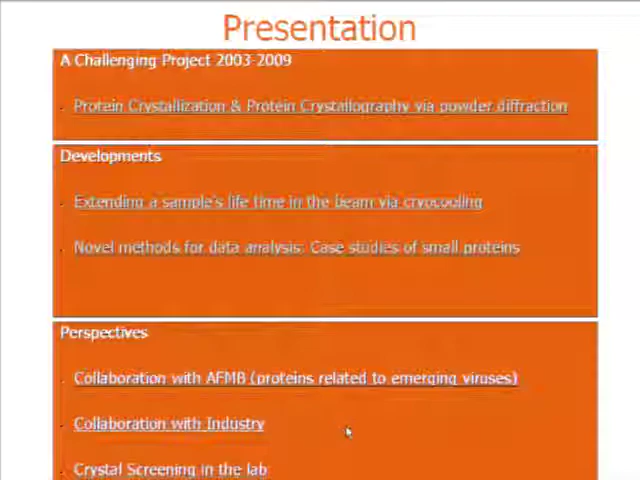 Presentation
A Challenging Project 2003-2009
Protein Crystallization & Protein Crystallography via powder diffraction
Developments
Extending a sample's life time in the beam via cryocooling
Novel methods for data analysis: Case studies of small proteins
Perspectives
Collaboration with AFMB (proteins related to emerging viruses)
Collaboration with Industry
Crystal Screening in the lab